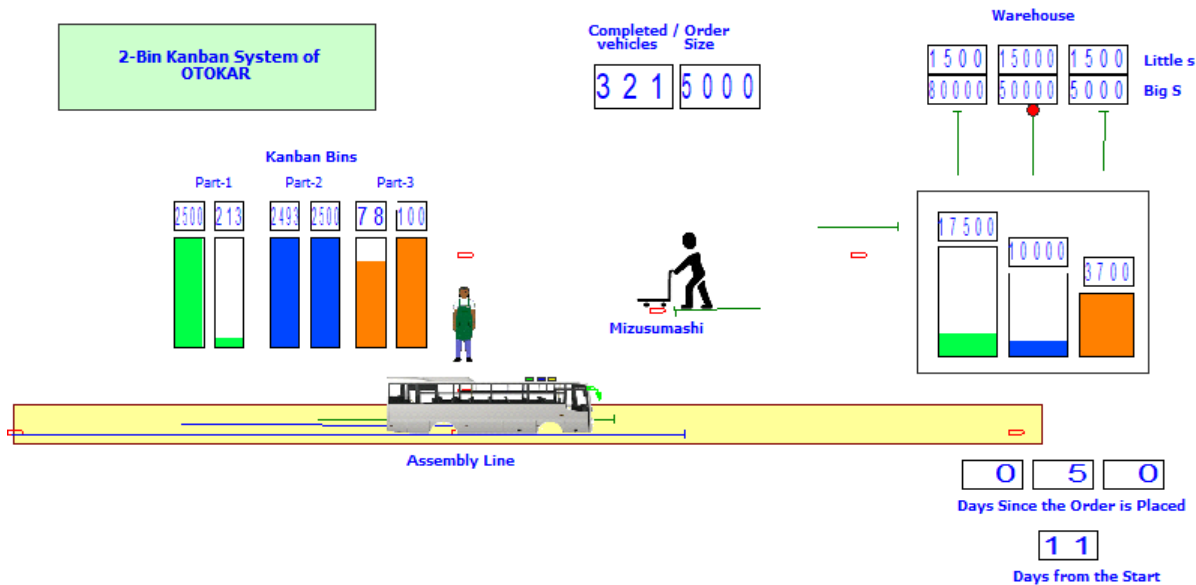 2-Bin Kanban System of
OTOKAR
Completed / Order
vehicles Size
321 5000
Warehouse
1500 15000 1500 Little s
80000 50000 5000 Big S
Kanban Bins
Part-1 Part-2 Part-3
2500 213 2493 2500 78 100
17500
10000
3700
Mizusumashi
Assembly Line
0 5 0
Days Since the Order is Placed
11
Days from the Start